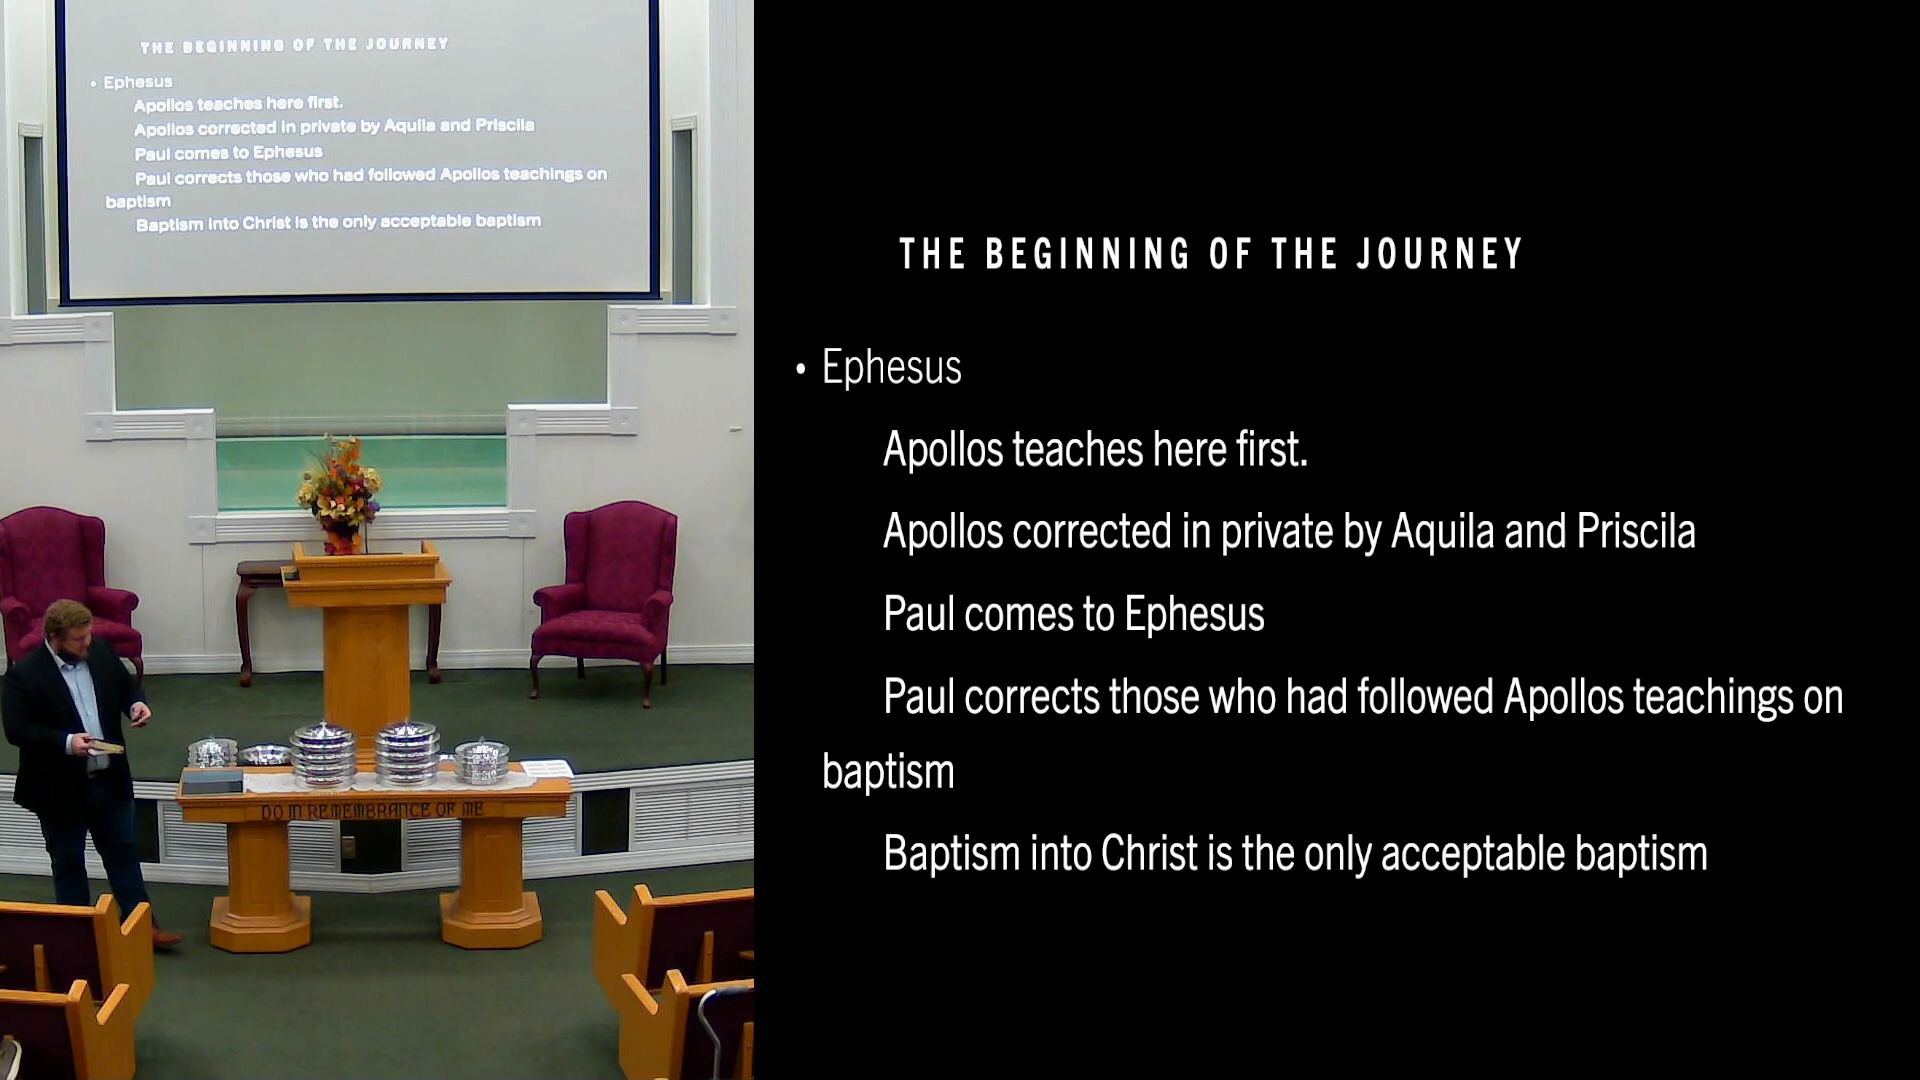 THE BEGINNING OF THE JOURNEY
• Ephesus
Apollos teaches here first.
Apollos corrected in private by Aquila and Priscila
Paul comes to Ephesus
Paul corrects those who had followed Apollos teachings on
baptism
Baptism into Christ is the only acceptable baptism
DO IN REMEMBRANCE OF ME
THE BEGINNING OF THE JOURNEY
• Ephesus
Apollos teaches here first.
Apollos corrected in private by Aquila and Priscila
Paul comes to Ephesus
Paul corrects those who had followed Apollos teachings on
baptism
Baptism into Christ is the only acceptable baptism